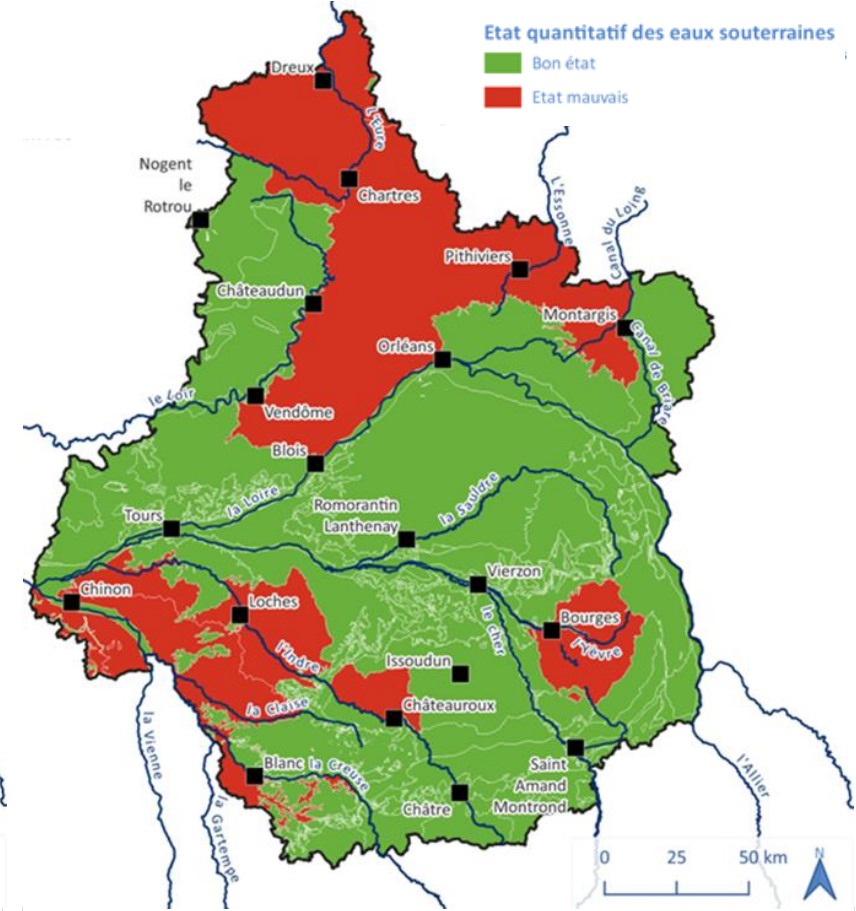 Etat quantitatif des eaux souterraines
Bon état
Etat mauvais
Dreux
L'Eure
Nogent
le
Rotrou
Chartres
L'Essonne
Canal du Loing
Pithiviers
Châteaudun
Montargis
Orléans
Canal de Briare
le Loir
Vendôme
Blois
la Loire
Romorantin
Lanthenay
la Sauldre
Tours
Vierzon
Chinon
Loches
le cher
Bourges
l'Yèvre
l'Indre
Issoudun
la Claise
Châteauroux
la Vienne
Blanc
la Creuse
Saint
Amand
Montrond
Châtre
la Gartempe
l'Allier
0 25 50 km
N